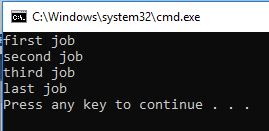 C:\Windows\system32\cmd.exe
first job
second job
third job
last job
Press any key to continue . . .